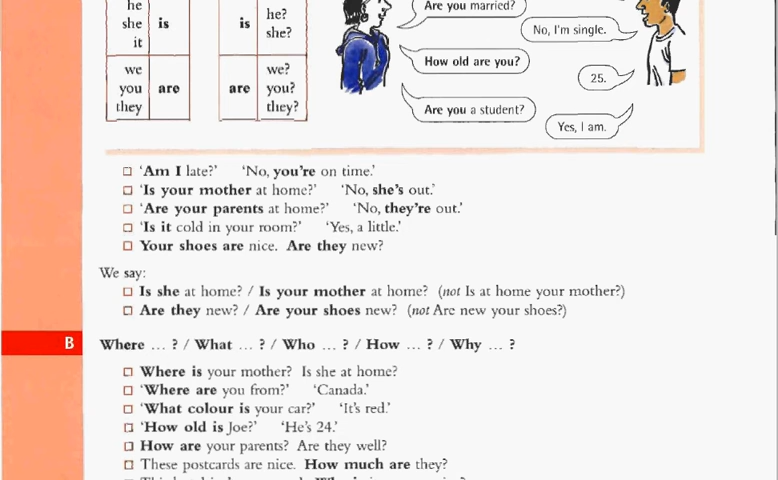 he
she is
it
we
you are
they
is he?
she?
are we?
you?
they?
Are you married?
No, I'm single.
How old are you?
25.
Are you a student?
Yes, I am.
'Am I late?' 'No, you're on time.'
'Is your mother at home?' 'No, she's out.'
'Are your parents at home?' 'No, they're out.'
'Is it cold in your room?' 'Yes, a little.'
Your shoes are nice. Are they new?
We say:
Is she at home? / Is your mother at home? (not Is at home your mother?)
Are they new? / Are your shoes new? (not Are new your shoes?)
B Where ... ? / What ... ? / Who ... ? / How ... ? / Why ... ?
Where is your mother? Is she at home?
'Where are you from?' 'Canada.'
'What colour is your car?' 'It's red.'
'How old is Joe?' 'He's 24.'
How are your parents? Are they well?
These postcards are nice. How much are they?